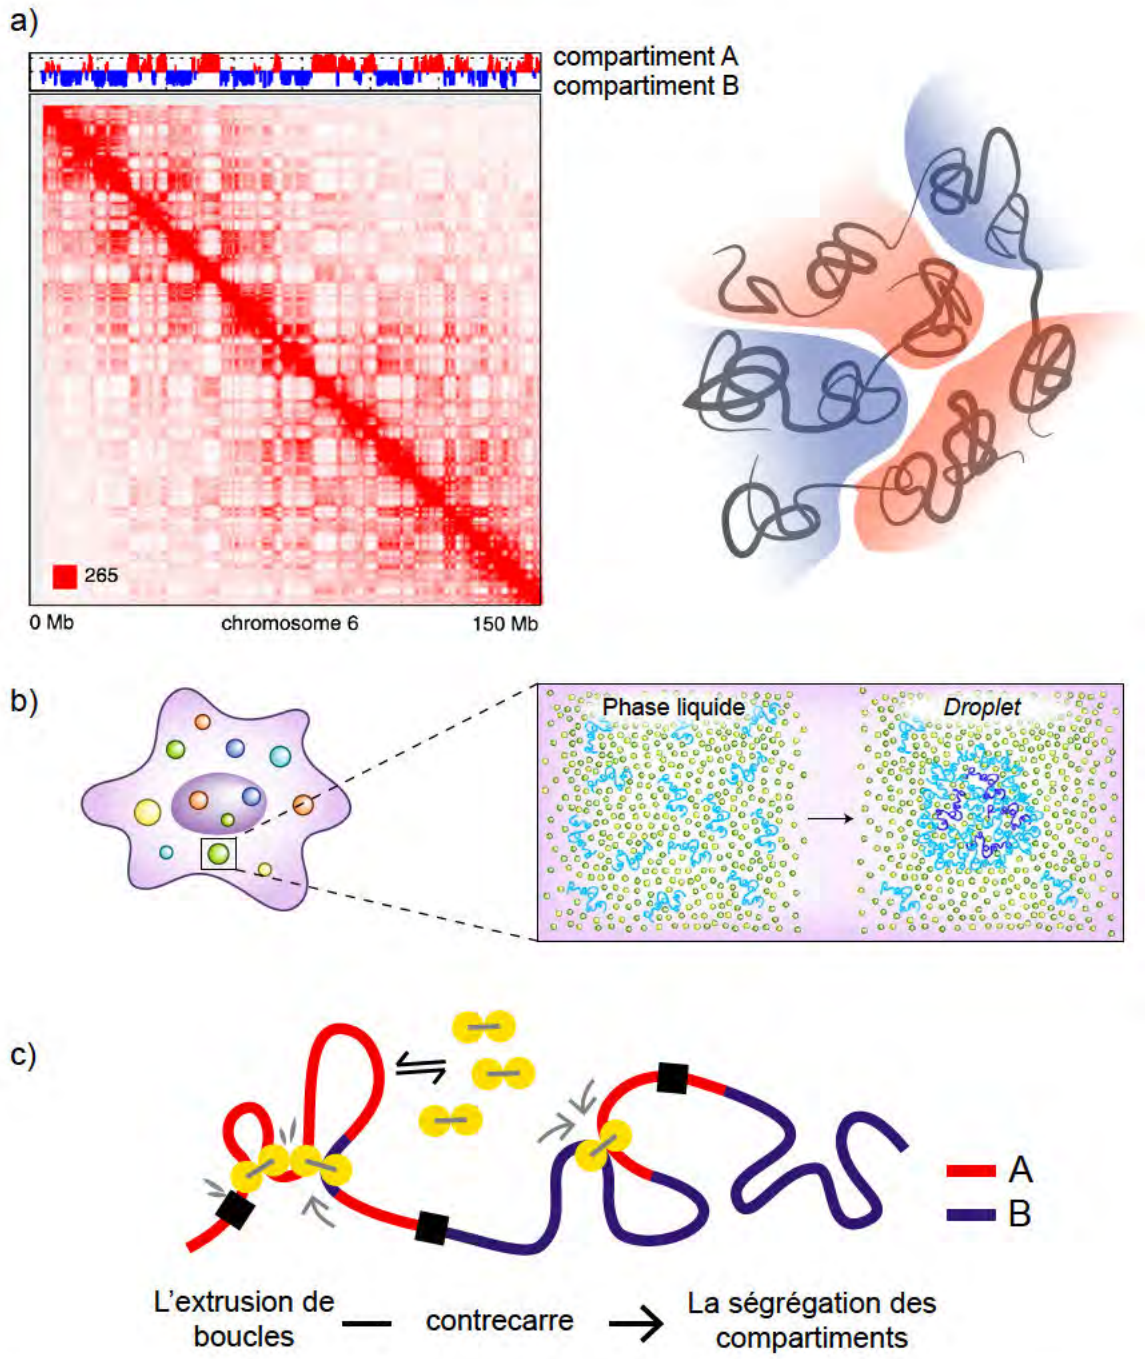 a)
compartiment A
compartiment B
265
0 Mb chromosome 6 150 Mb
b)
Phase liquide
Droplet
c)
A
B
L'extrusion de
boucles
contrecarre
La ségrégation des
compartiments